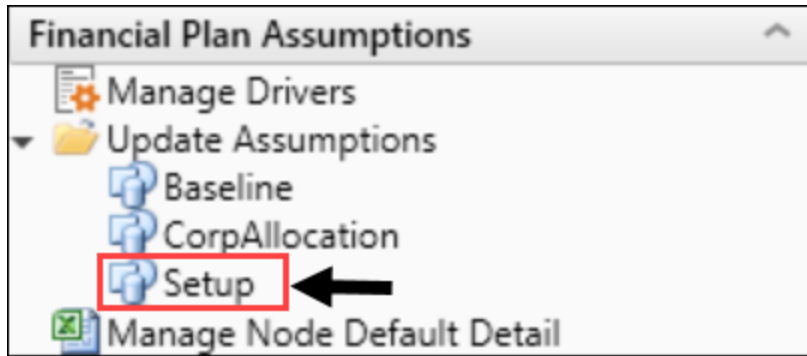 Financial Plan Assumptions
Manage Drivers
Update Assumptions
Baseline
CorpAllocation
Setup
Manage Node Default Detail